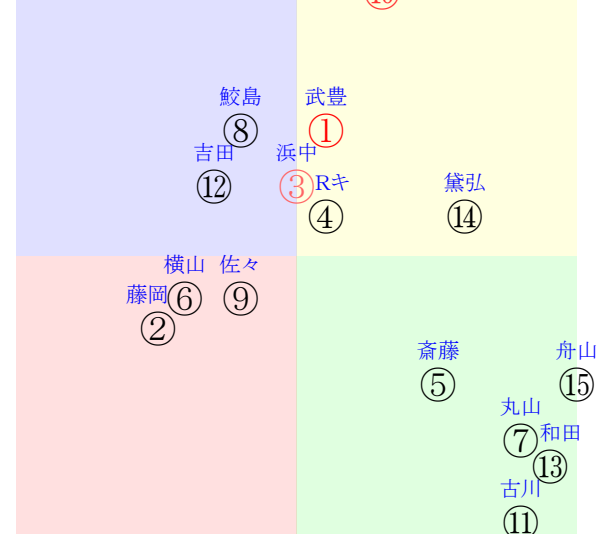 ⑩
鮫島 武豊
⑧ ①
吉田 浜中
⑫ ③ Rキ 黛弘
④ ⑭
横山 佐々
藤岡 ⑥ ⑨
②
斎藤 舟山
⑤ ⑮
丸山
⑦ 和田
⑬
古川
⑪